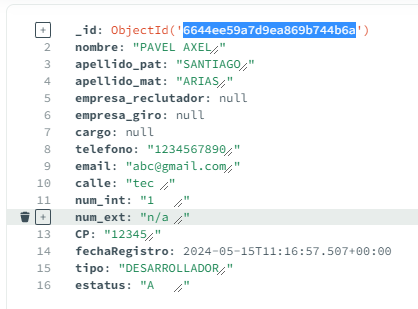 _id: ObjectId('6644ee59a7d9ea869b744b6a')
2 nombre: "PAVEL AXEL"
3 apellido_pat: "SANTIAGO"
4 apellido_mat: "ARIAS"
5 empresa_reclutador: null
6 empresa_giro: null
7 cargo: null
8 telefono: "1234567890"
9 email: "abc@gmail.com"
10 calle: "tec "
11 num_int: "1 "
num_ext: "n/a "
13 CP: "12345"
14 fechaRegistro: 2024-05-15T11:16:57.507+00:00
15 tipo: "DESARROLLADOR"
16 estatus: "A "